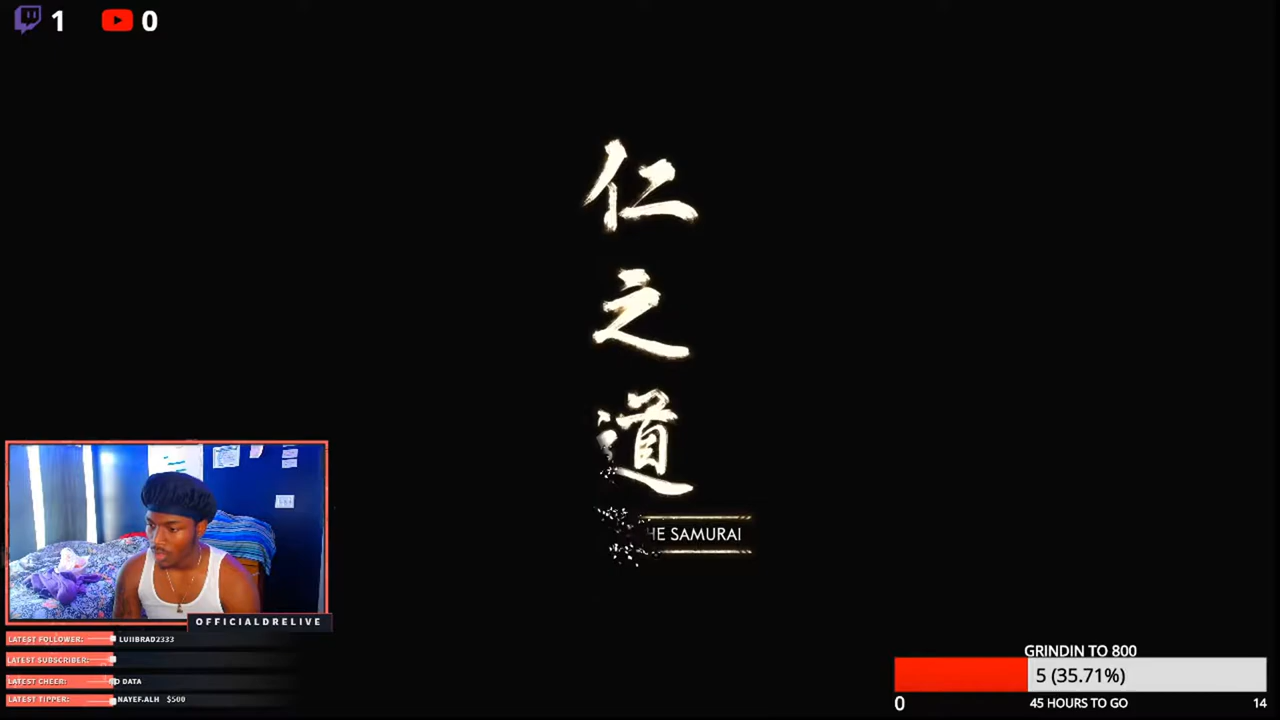 1 0
仁之道
HE SAMURAI
OFFICIALDRELIVE
LATEST FOLLOWER: LUIIBRAD2333
LATEST SUBSCRIBER:
LATEST CHEER: DATA
LATEST TIPPER: NAYEF.ALH $500
GRINDIN TO 800
5 (35.71%)
0 45 HOURS TO GO 14